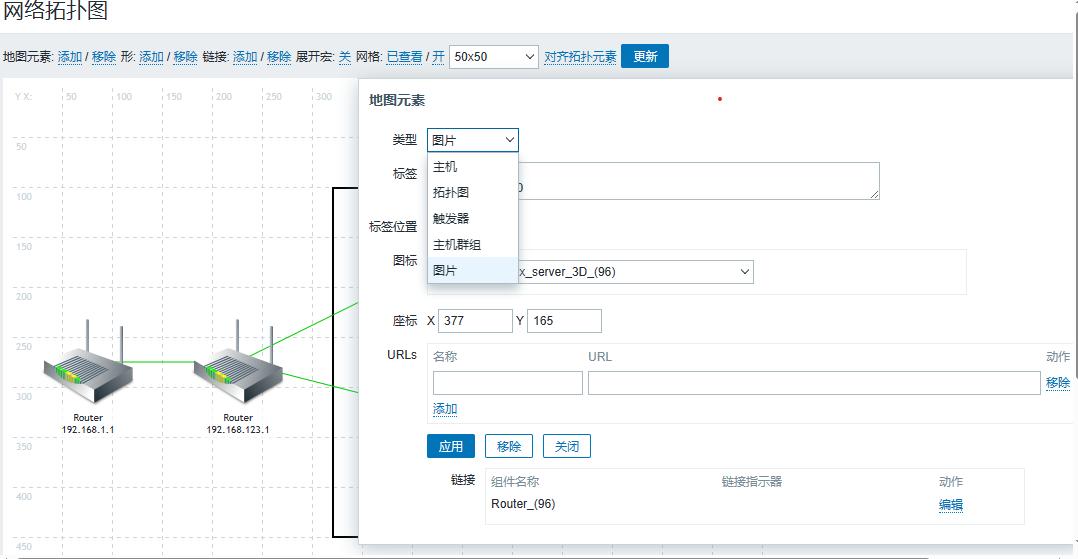 网络拓扑图
地图元素: 添加 / 移除 形: 添加 / 移除 链接: 添加 / 移除 展开宏: 关 网格: 已查看 / 开 50x50 对齐拓扑元素 更新
Y X: 50 100 150 200 250 300
50
100
150
200
250
300
350
400
450
Router
192.168.1.1
Router
192.168.123.1
地图元素
类型 图片
主机
拓扑图
触发器
主机群组
图片
标签
0
标签位置
图标 x_server_3D_(96)
座标 X 377 Y 165
URLs 名称 URL 动作
移除
添加
应用 移除 关闭
链接 组件名称 链接指示器 动作
Router_(96) 编辑